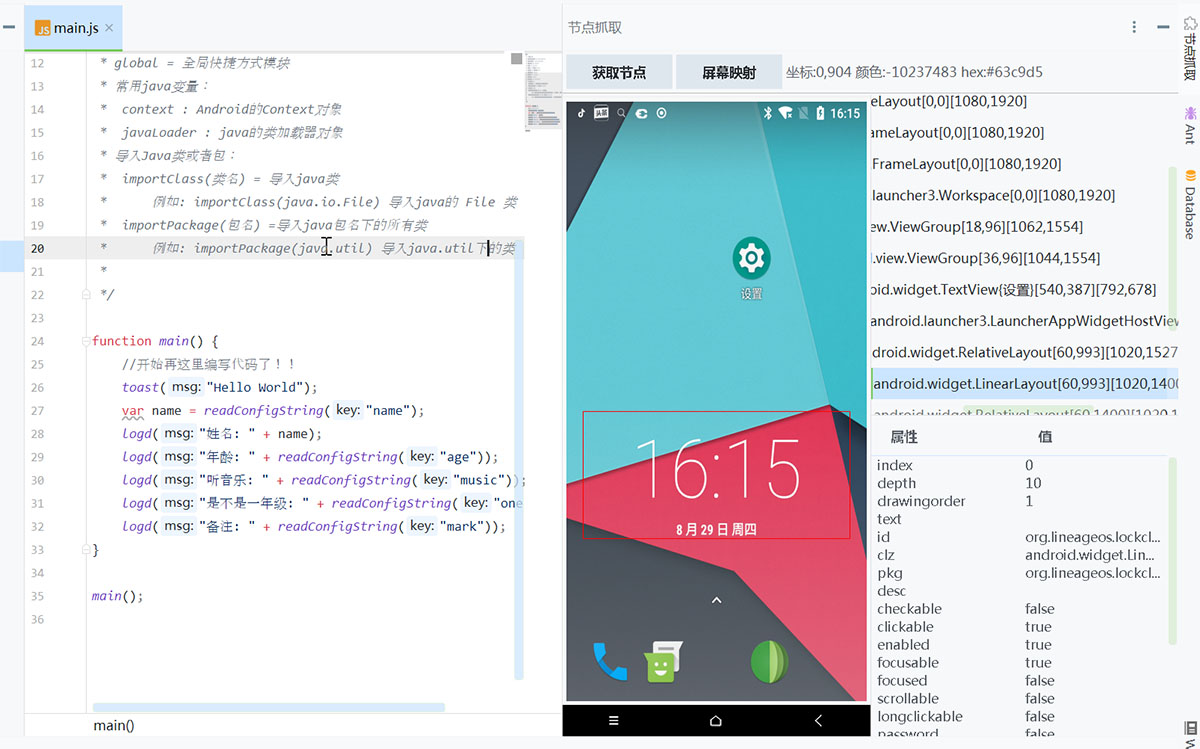 main.js
12 * global = 全局快捷方式模块
13 * 常用java变量：
14 * context : Android的Context对象
15 * javaLoader : java的类加载器对象
16 * 导入Java类或者包：
17 * importClass(类名) = 导入java类
18 * 例如: importClass(java.io.File) 导入java的 File 类
19 * importPackage(包名) =导入java包名下的所有类
20 * 例如: importPackage(java.util) 导入java.util下的类
21 *
22 */
23
24 function main() {
25 //开始再这里编写代码了！！
26 toast( msg: "Hello World");
27 var name = readConfigString( key: "name");
28 logd( msg: "姓名: " + name);
29 logd( msg: "年龄: " + readConfigString( key: "age"));
30 logd( msg: "听音乐: " + readConfigString( key: "music"));
31 logd( msg: "是不是一年级: " + readConfigString( key: "one
32 logd( msg: "备注: " + readConfigString( key: "mark"));
33 }
34
35 main();
36
main()
节点抓取
获取节点 屏幕映射 坐标:0,904 颜色:-10237483 hex:#63c9d5
16:15
设置
16:15
8月29日周四
eLayout[0,0][1080,1920]
ameLayout[0,0][1080,1920]
.FrameLayout[0,0][1080,1920]
launcher3.Workspace[0,0][1080,1920]
ew.ViewGroup[18,96][1062,1554]
l.view.ViewGroup[36,96][1044,1554]
oid.widget.TextView{设置}[540,387][792,678]
android.launcher3.LauncherAppWidgetHostView
droid.widget.RelativeLayout[60,993][1020,1527
android.widget.LinearLayout[60,993][1020,1400
android.widget.RelativeLayout[60,1400][1020,1
属性 值
index 0
depth 10
drawingorder 1
text
id org.lineageos.lockcl...
clz android.widget.Lin...
pkg org.lineageos.lockcl...
desc
checkable false
clickable true
enabled true
focusable true
focused false
scrollable false
longclickable false
password false
节点抓取
Ant
Database